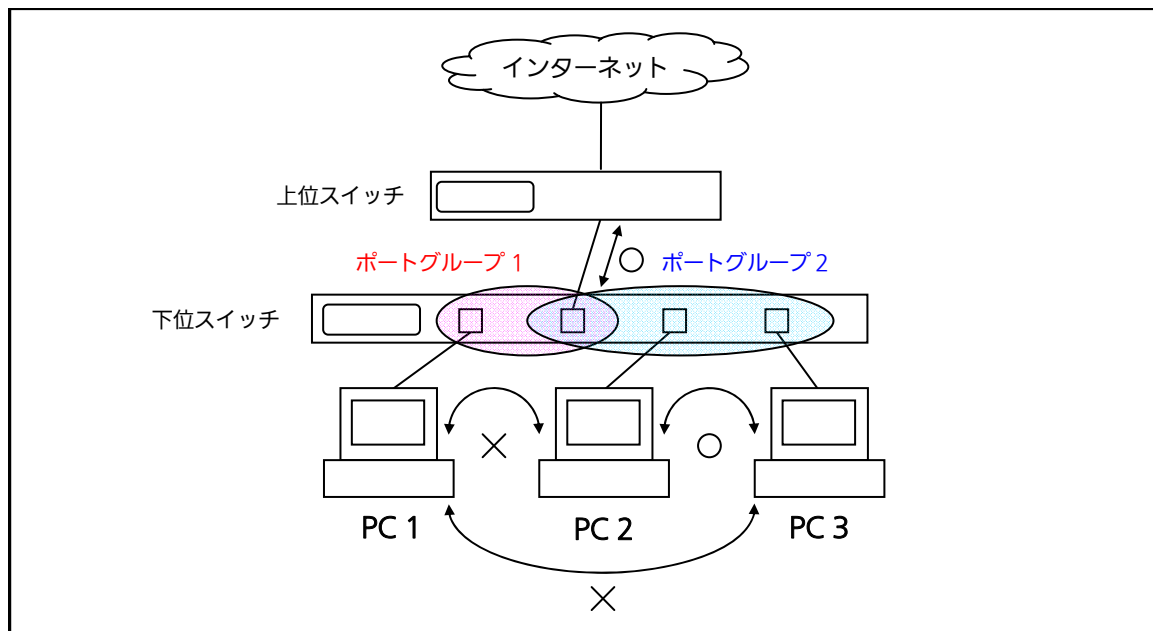 インターネット
上位スイッチ
ポートグループ 1
ポートグループ 2
下位スイッチ
PC 1
PC 2
PC 3